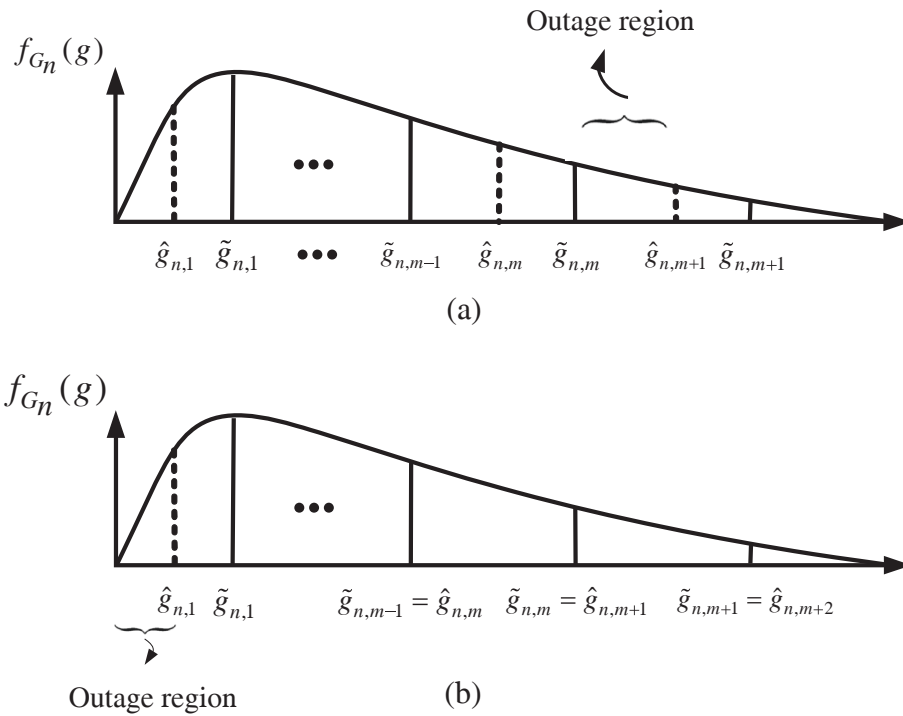 Outage region
f_{G_n}(g)
•••
ĝ_{n,1} g̃_{n,1} ••• g̃_{n,m−1} ĝ_{n,m} g̃_{n,m} ĝ_{n,m+1} g̃_{n,m+1}
(a)
f_{G_n}(g)
•••
ĝ_{n,1} g̃_{n,1} g̃_{n,m−1} = ĝ_{n,m} g̃_{n,m} = ĝ_{n,m+1} g̃_{n,m+1} = ĝ_{n,m+2}
Outage region
(b)